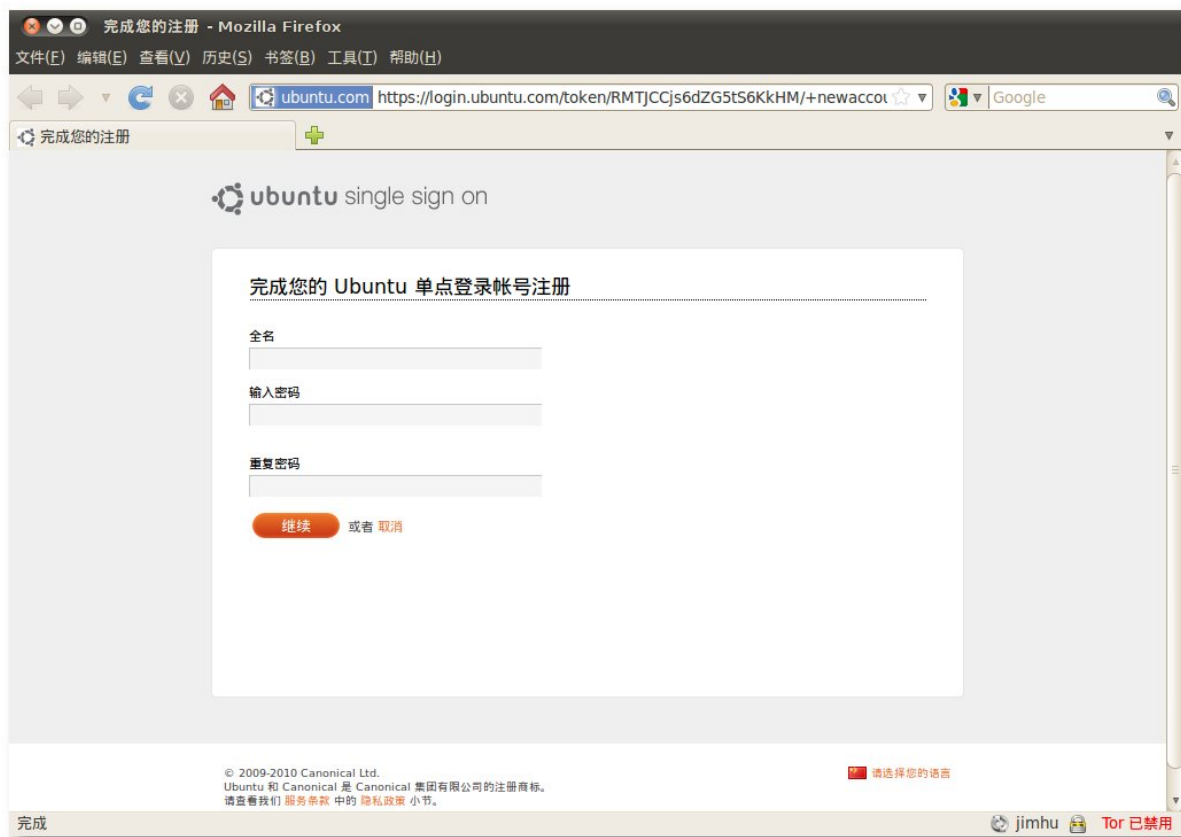 完成您的注册 - Mozilla Firefox
文件(F) 编辑(E) 查看(V) 历史(S) 书签(B) 工具(T) 帮助(H)
ubuntu.com https://login.ubuntu.com/token/RMTJCCjs6dZG5tS6KkHM/+newaccou Google
完成您的注册
ubuntu single sign on
完成您的 Ubuntu 单点登录帐号注册
全名
输入密码
重复密码
继续 或者 取消
© 2009-2010 Canonical Ltd.
Ubuntu 和 Canonical 是 Canonical 集团有限公司的注册商标。
请查看我们 服务条款 中的 隐私政策 小节。
请选择您的语言
完成 jimhu Tor 已禁用